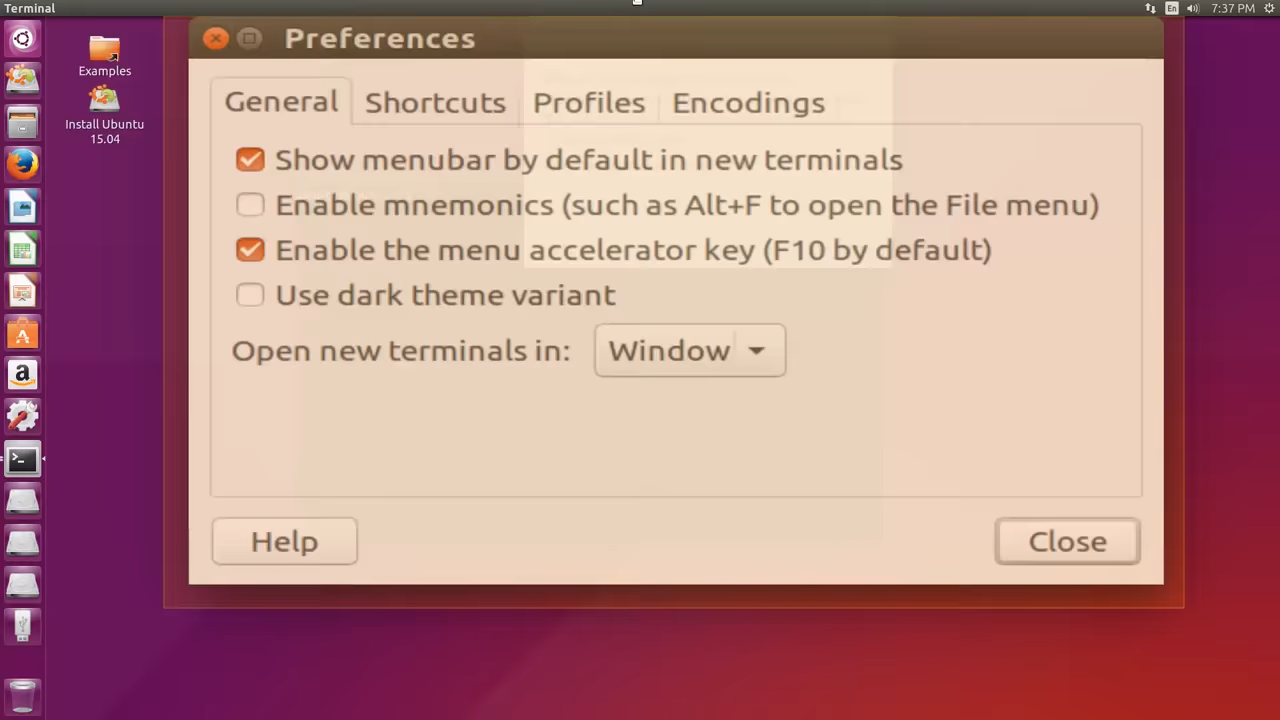 Terminal
En
7:37 PM
Examples
Install Ubuntu
15.04
Preferences
General
Shortcuts
Profiles
Encodings
Show menubar by default in new terminals
Enable mnemonics (such as Alt+F to open the File menu)
Enable the menu accelerator key (F10 by default)
Use dark theme variant
Open new terminals in:
Window
Help
Close